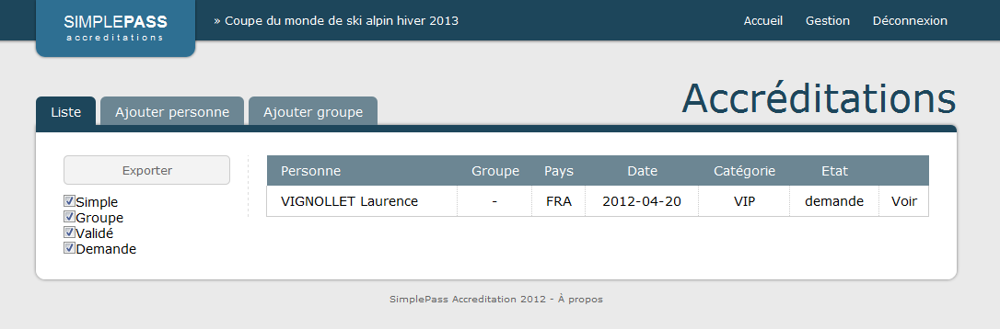 SIMPLEPASS
accreditations
» Coupe du monde de ski alpin hiver 2013
Accueil Gestion Déconnexion
Accréditations
Liste Ajouter personne Ajouter groupe
Exporter
Simple
Groupe
Validé
Demande
Personne Groupe Pays Date Catégorie Etat
VIGNOLLET Laurence - FRA 2012-04-20 VIP demande Voir
SimplePass Accreditation 2012 - À propos